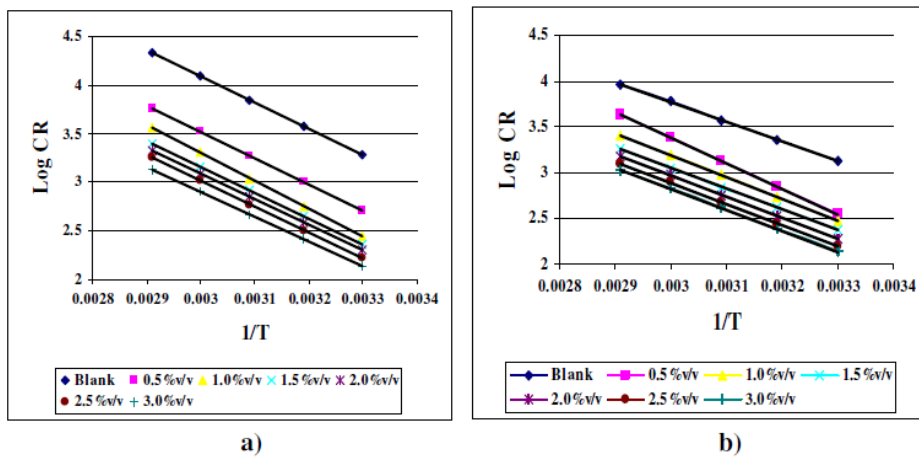 4.5
4
3.5
3
2.5
2
Log CR
0.0028 0.0029 0.003 0.0031 0.0032 0.0033 0.0034
1/T
Blank 0.5%v/v 1.0%v/v 1.5%v/v 2.0%v/v
2.5%v/v 3.0%v/v
a)
4.5
4
3.5
3
2.5
2
Log CR
0.0028 0.0029 0.003 0.0031 0.0032 0.0033 0.0034
1/T
Blank 0.5%v/v 1.0%v/v 1.5%v/v
2.0%v/v 2.5%v/v 3.0%v/v
b)